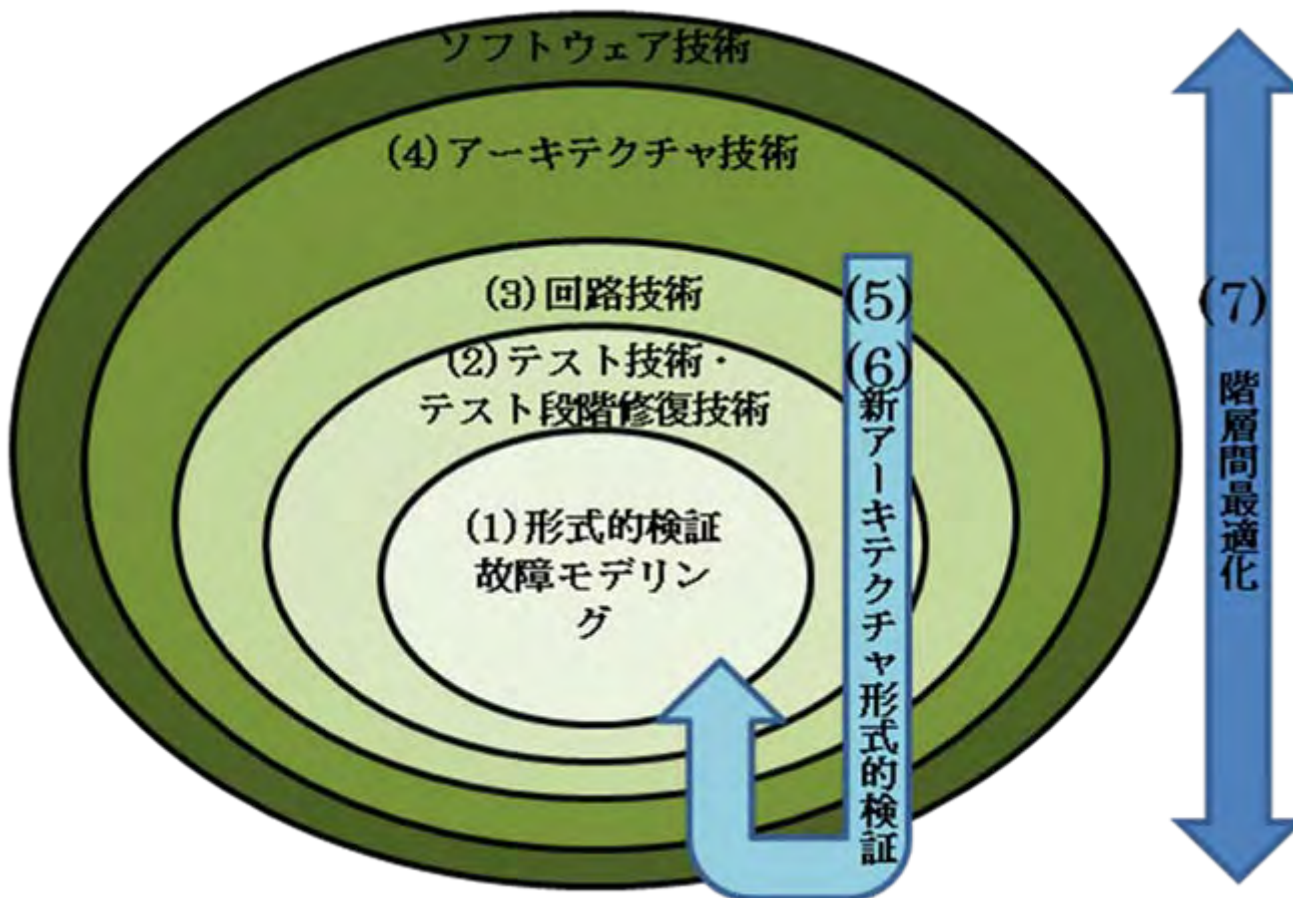 ソフトウェア技術
(4) アーキテクチャ技術
(3) 回路技術
(2) テスト技術・
テスト段階修復技術
(1) 形式的検証
故障モデリン
グ
(5)
(6)
新アーキテクチャ形式的検証
(7)
階層間最適化